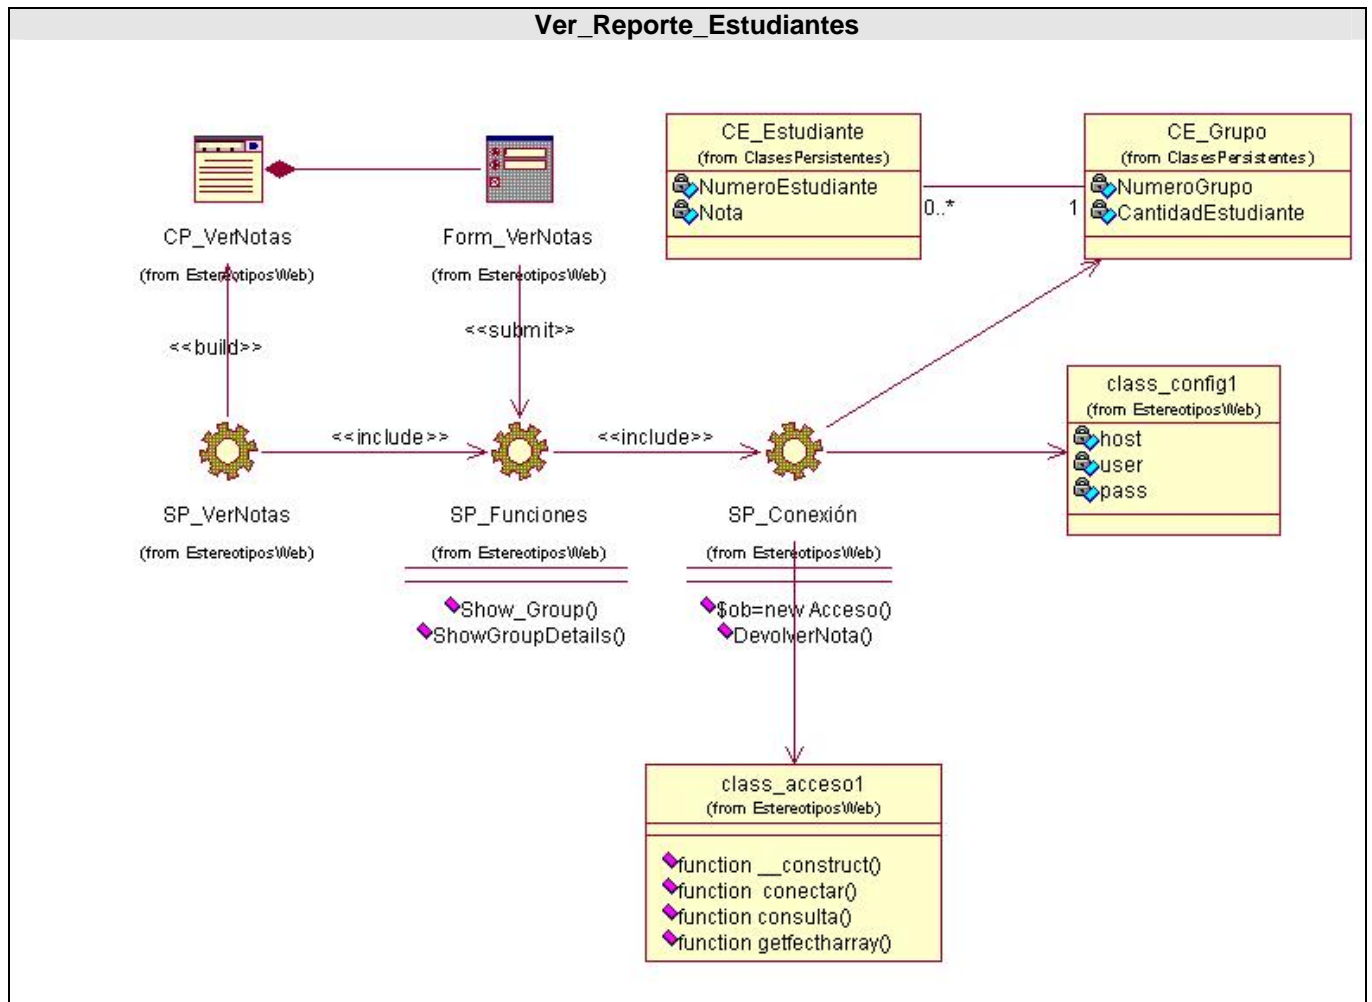 Ver_Reporte_Estudiantes
CP_VerNotas
(from EstereotiposWeb)
Form_VerNotas
(from EstereotiposWeb)
CE_Estudiante
(from ClasesPersistentes)
NumeroEstudiante
Nota
0..*
1
CE_Grupo
(from ClasesPersistentes)
NumeroGrupo
CantidadEstudiante
<<build>>
<<submit>>
class_config1
(from EstereotiposWeb)
host
user
pass
<<include>>
<<include>>
SP_VerNotas
(from EstereotiposWeb)
SP_Funciones
(from EstereotiposWeb)
Show_Group()
ShowGroupDetails()
SP_Conexión
(from EstereotiposWeb)
$ob=new Acceso()
DevolverNota()
class_acceso1
(from EstereotiposWeb)
function __construct()
function conectar()
function consulta()
function getfectharray()